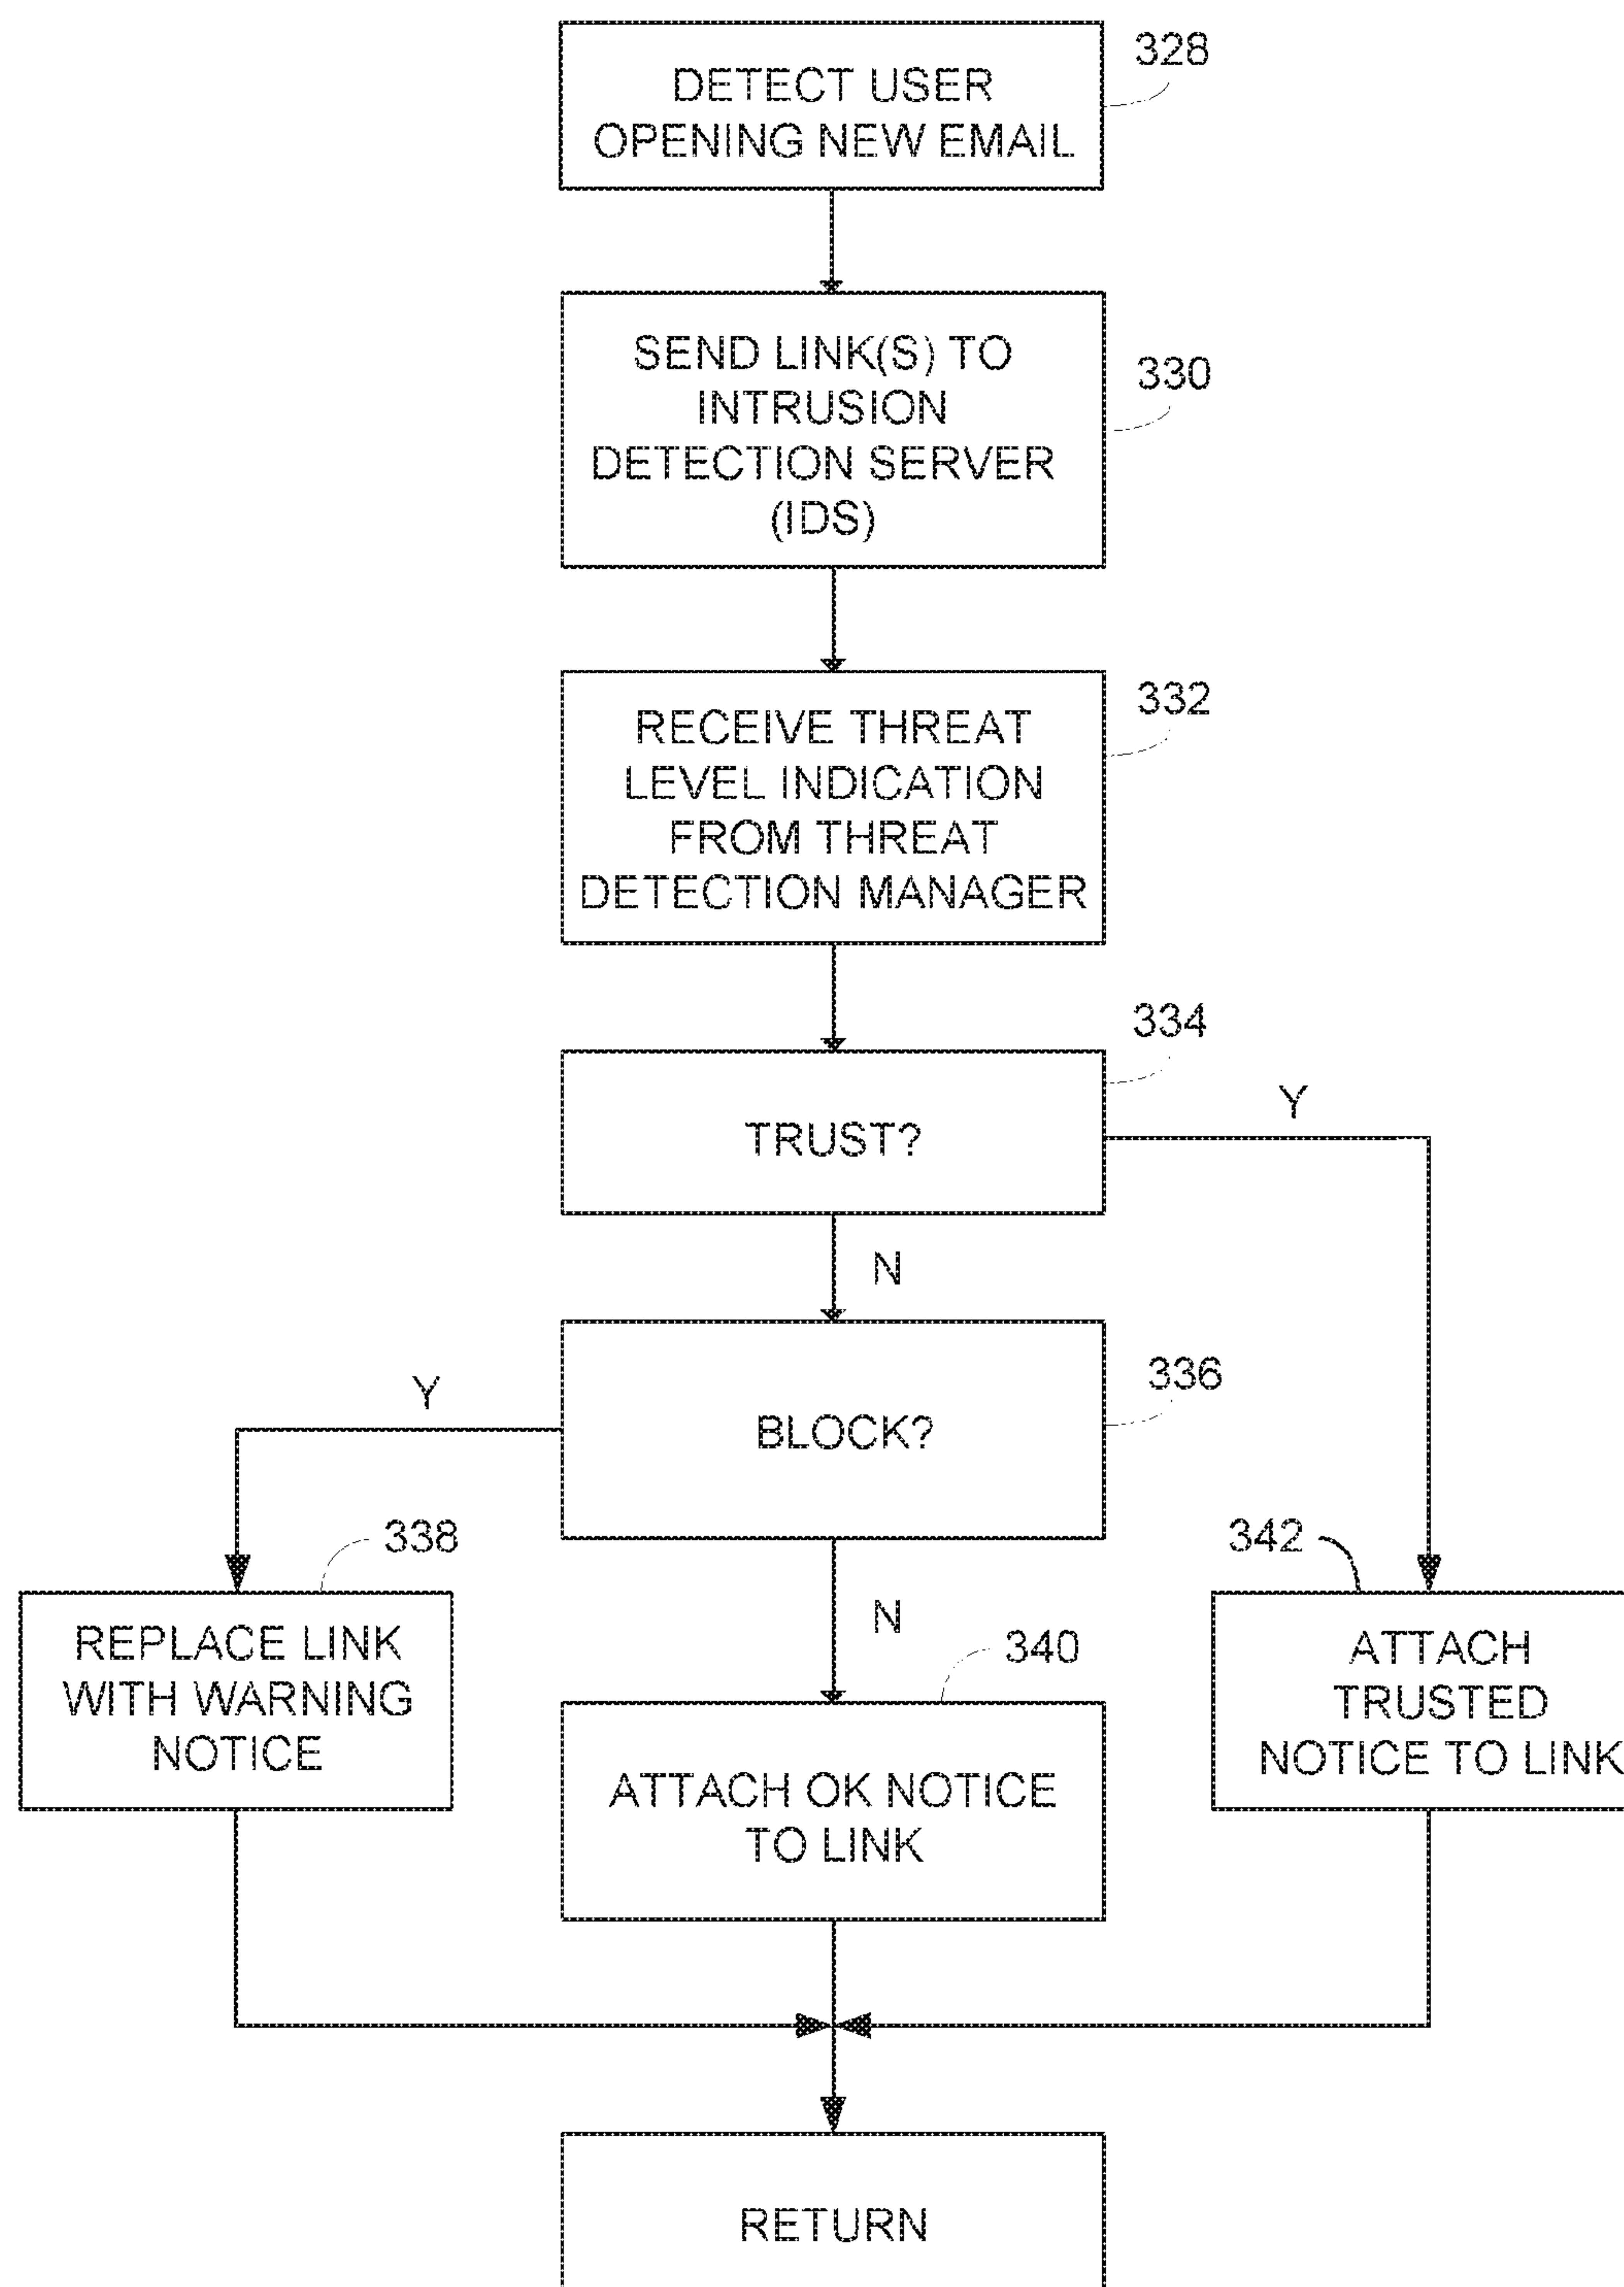 328
DETECT USER
OPENING NEW EMAIL
330
SEND LINK(S) TO
INTRUSION
DETECTION SERVER
(IDS)
332
RECEIVE THREAT
LEVEL INDICATION
FROM THREAT
DETECTION MANAGER
334
TRUST?
Y
N
336
BLOCK?
Y
N
338
REPLACE LINK
WITH WARNING
NOTICE
340
ATTACH OK NOTICE
TO LINK
342
ATTACH
TRUSTED
NOTICE TO LINK
RETURN